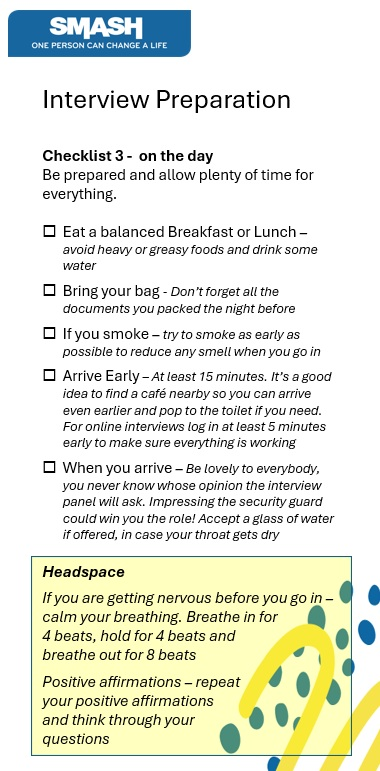 SMASH
ONE PERSON CAN CHANGE A LIFE
Interview Preparation
Checklist 3 - on the day
Be prepared and allow plenty of time for
everything.
Eat a balanced Breakfast or Lunch –
avoid heavy or greasy foods and drink some
water
Bring your bag - Don't forget all the
documents you packed the night before
If you smoke – try to smoke as early as
possible to reduce any smell when you go in
Arrive Early – At least 15 minutes. It's a good
idea to find a café nearby so you can arrive
even earlier and pop to the toilet if you need.
For online interviews log in at least 5 minutes
early to make sure everything is working
When you arrive – Be lovely to everybody,
you never know whose opinion the interview
panel will ask. Impressing the security guard
could win you the role! Accept a glass of water
if offered, in case your throat gets dry
Headspace
If you are getting nervous before you go in –
calm your breathing. Breathe in for
4 beats, hold for 4 beats and
breathe out for 8 beats
Positive affirmations – repeat
your positive affirmations
and think through your
questions